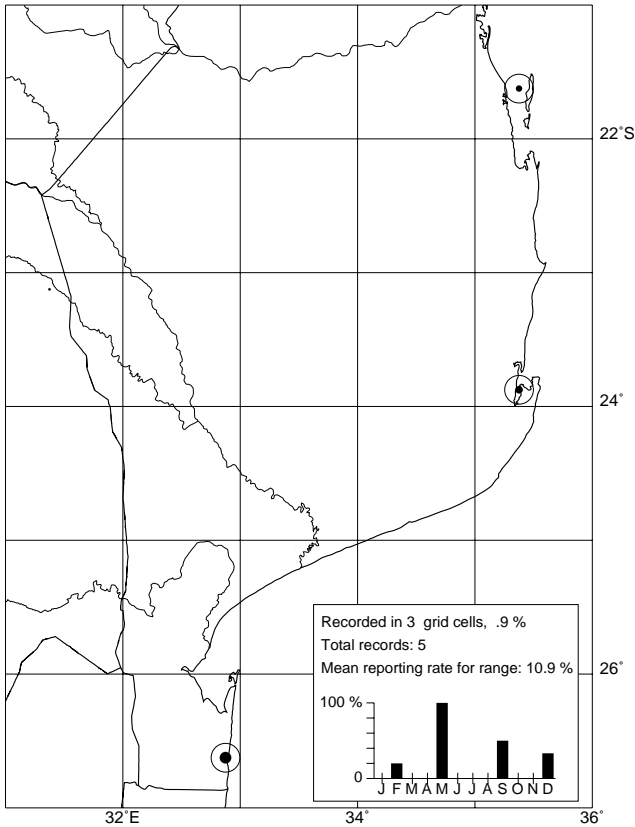 22°S
24°
Recorded in 3 grid cells, .9 %
Total records: 5
Mean reporting rate for range: 10.9 %
26°
100 %
0
J F M A M J J A S O N D
32°E
34°
36°